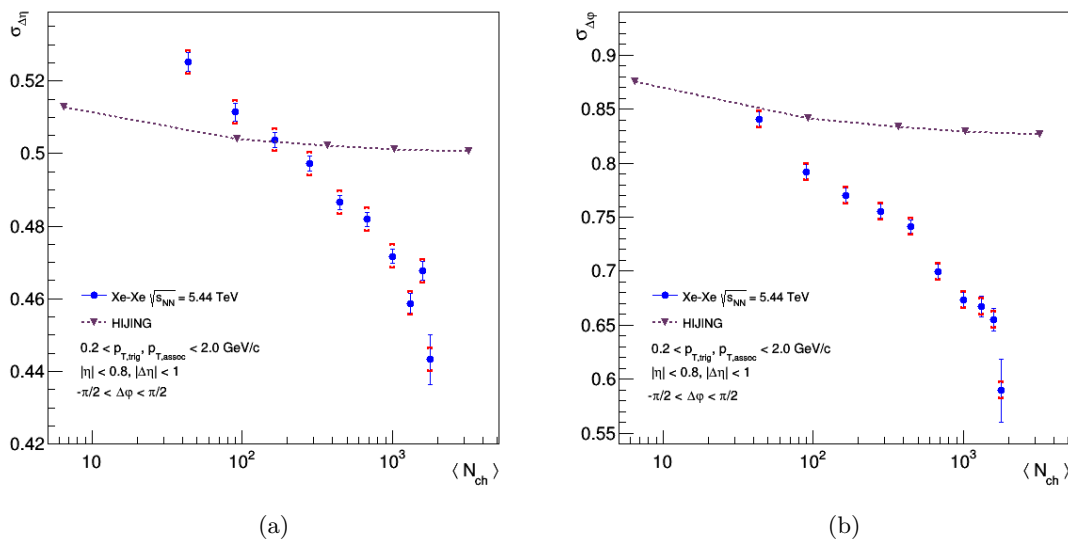 σ_Δη
0.52
0.5
0.48
0.46
0.44
0.42
Xe-Xe √s_NN = 5.44 TeV
HIJING
0.2 < p_T,trig, p_T,assoc < 2.0 GeV/c
|η| < 0.8, |Δη| < 1
-π/2 < Δφ < π/2
10 10² 10³
⟨ N_ch ⟩
(a)
σ_Δφ
0.9
0.85
0.8
0.75
0.7
0.65
0.6
0.55
Xe-Xe √s_NN = 5.44 TeV
HIJING
0.2 < p_T,trig, p_T,assoc < 2.0 GeV/c
|η| < 0.8, |Δη| < 1
-π/2 < Δφ < π/2
10 10² 10³
⟨ N_ch ⟩
(b)